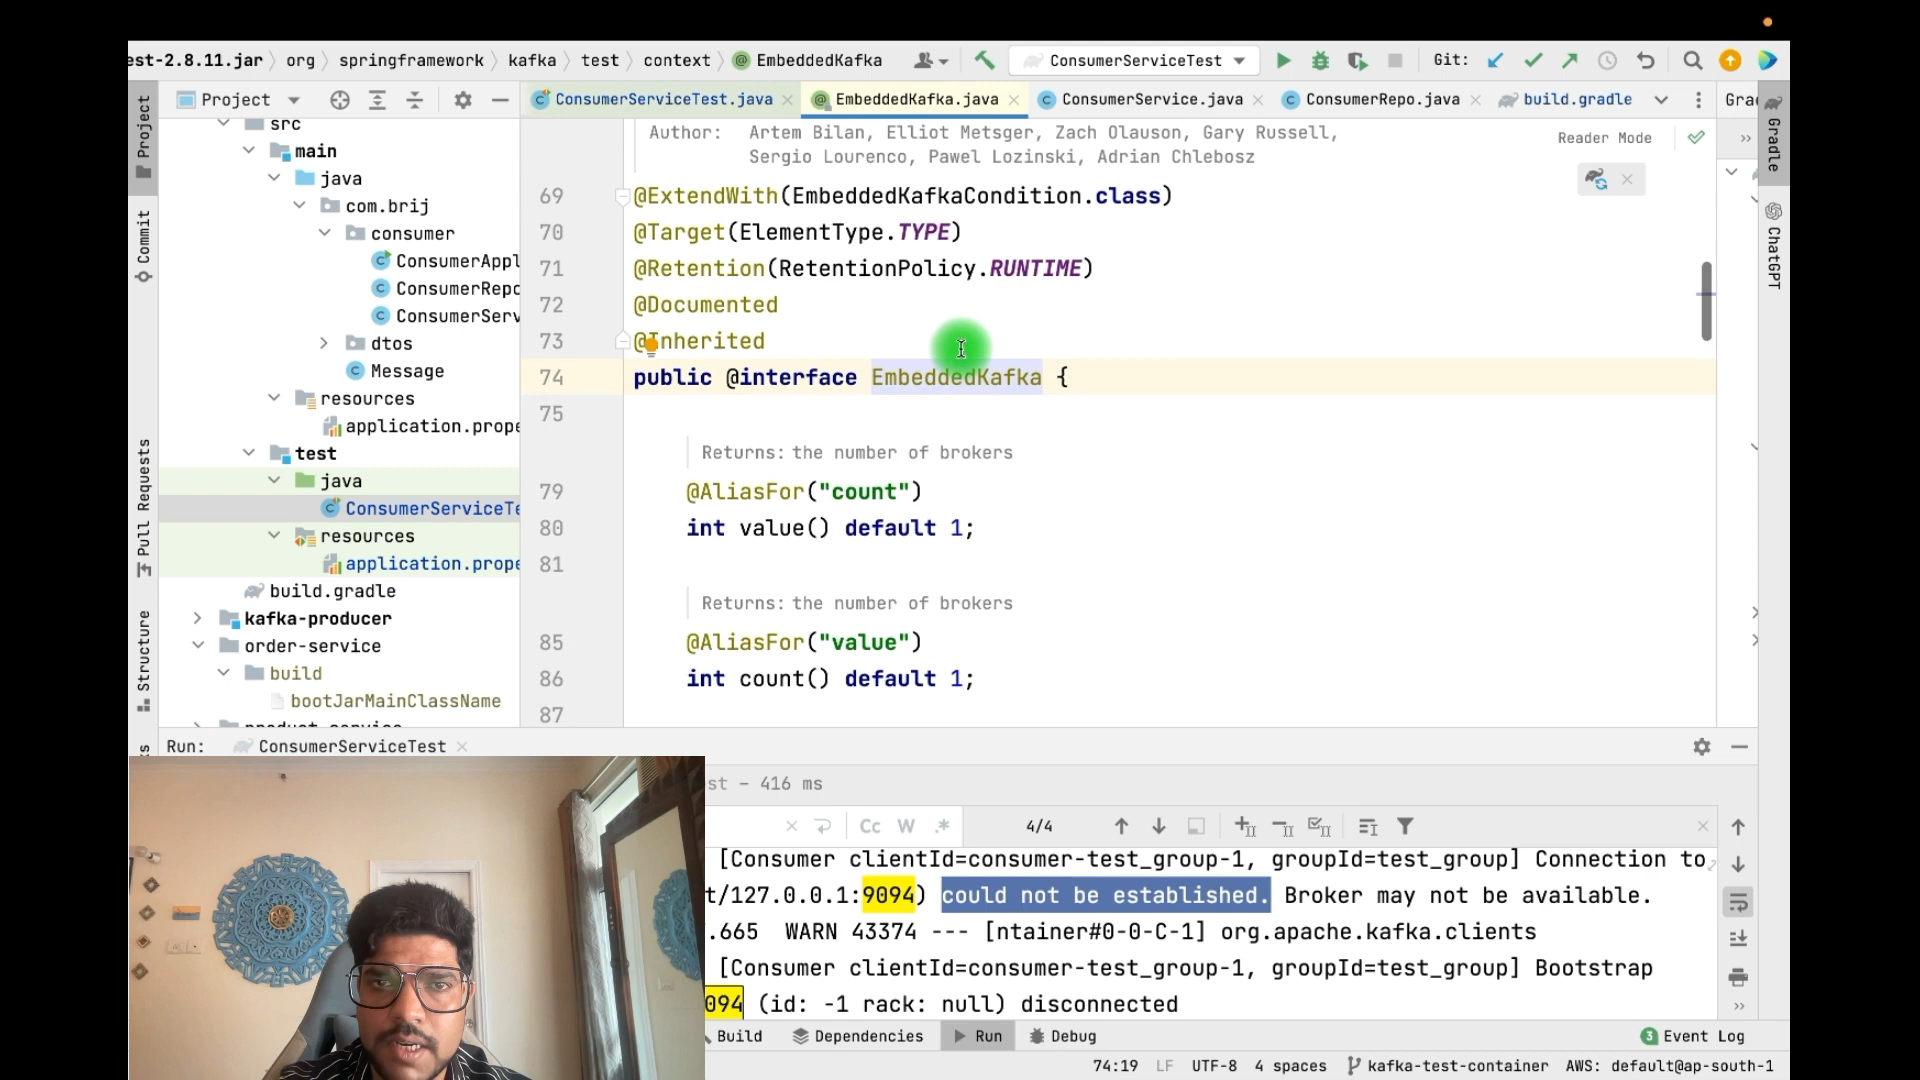 est-2.8.11.jar org springframework kafka test context EmbeddedKafka ConsumerServiceTest Git:
Project
ConsumerServiceTest.java EmbeddedKafka.java ConsumerService.java ConsumerRepo.java build.gradle Grad
src
main
java
com.brij
consumer
ConsumerAppl
ConsumerRepo
ConsumerServ
dtos
Message
resources
application.prope
test
java
ConsumerServiceTe
resources
application.prope
build.gradle
kafka-producer
order-service
build
bootJarMainClassName
product-service
Project
Commit
Pull Requests
Structure
Author: Artem Bilan, Elliot Metsger, Zach Olauson, Gary Russell,
Sergio Lourenco, Pawel Lozinski, Adrian Chlebosz
Reader Mode
69 @ExtendWith(EmbeddedKafkaCondition.class)
70 @Target(ElementType.TYPE)
71 @Retention(RetentionPolicy.RUNTIME)
72 @Documented
73 @Inherited
74 public @interface EmbeddedKafka {
75
Returns: the number of brokers
79 @AliasFor("count")
80 int value() default 1;
81
Returns: the number of brokers
85 @AliasFor("value")
86 int count() default 1;
87
Gradle
ChatGPT
Run: ConsumerServiceTest
st – 416 ms
Cc W .* 4/4
[Consumer clientId=consumer-test_group-1, groupId=test_group] Connection to
t/127.0.0.1:9094) could not be established. Broker may not be available.
.665 WARN 43374 --- [ntainer#0-0-C-1] org.apache.kafka.clients
[Consumer clientId=consumer-test_group-1, groupId=test_group] Bootstrap
094 (id: -1 rack: null) disconnected
Build Dependencies Run Debug 3 Event Log
74:19 LF UTF-8 4 spaces kafka-test-container AWS: default@ap-south-1